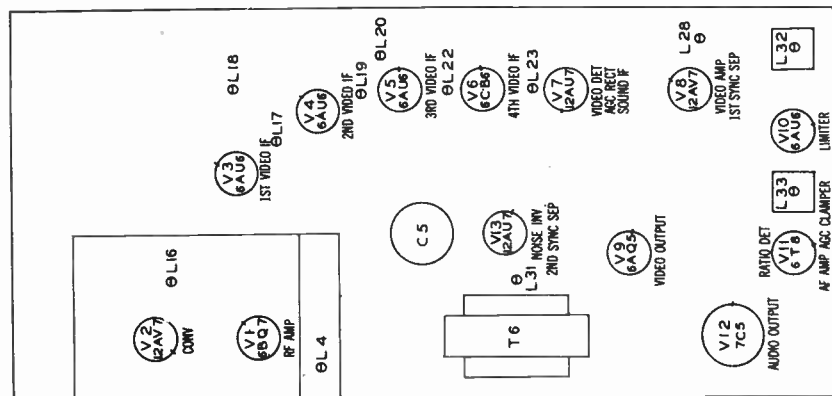 L18
L20
L28
L32
V4
6AU6
2ND VIDEO IF
L19
V5
6AU6
3RD VIDEO IF
L22
V6
6CB6
4TH VIDEO IF
L23
V7
12AU7
VIDEO DET
AGC RECT
SOUND IF
V8
12AV7
VIDEO AMP
1ST SYNC SEP
V10
6AU6
LIMITER
L17
V3
6AU6
1ST VIDEO IF
L33
C5
V13
12AU7
NOISE INV
2ND SYNC SEP
L31
V9
6AQ5
VIDEO OUTPUT
RATIO DET
V11
6T8
AF AMP AGC CLAMPER
L16
V2
12AV7
CONV
V1
6BQ7
RF AMP
L4
T6
V12
7C5
AUDIO OUTPUT